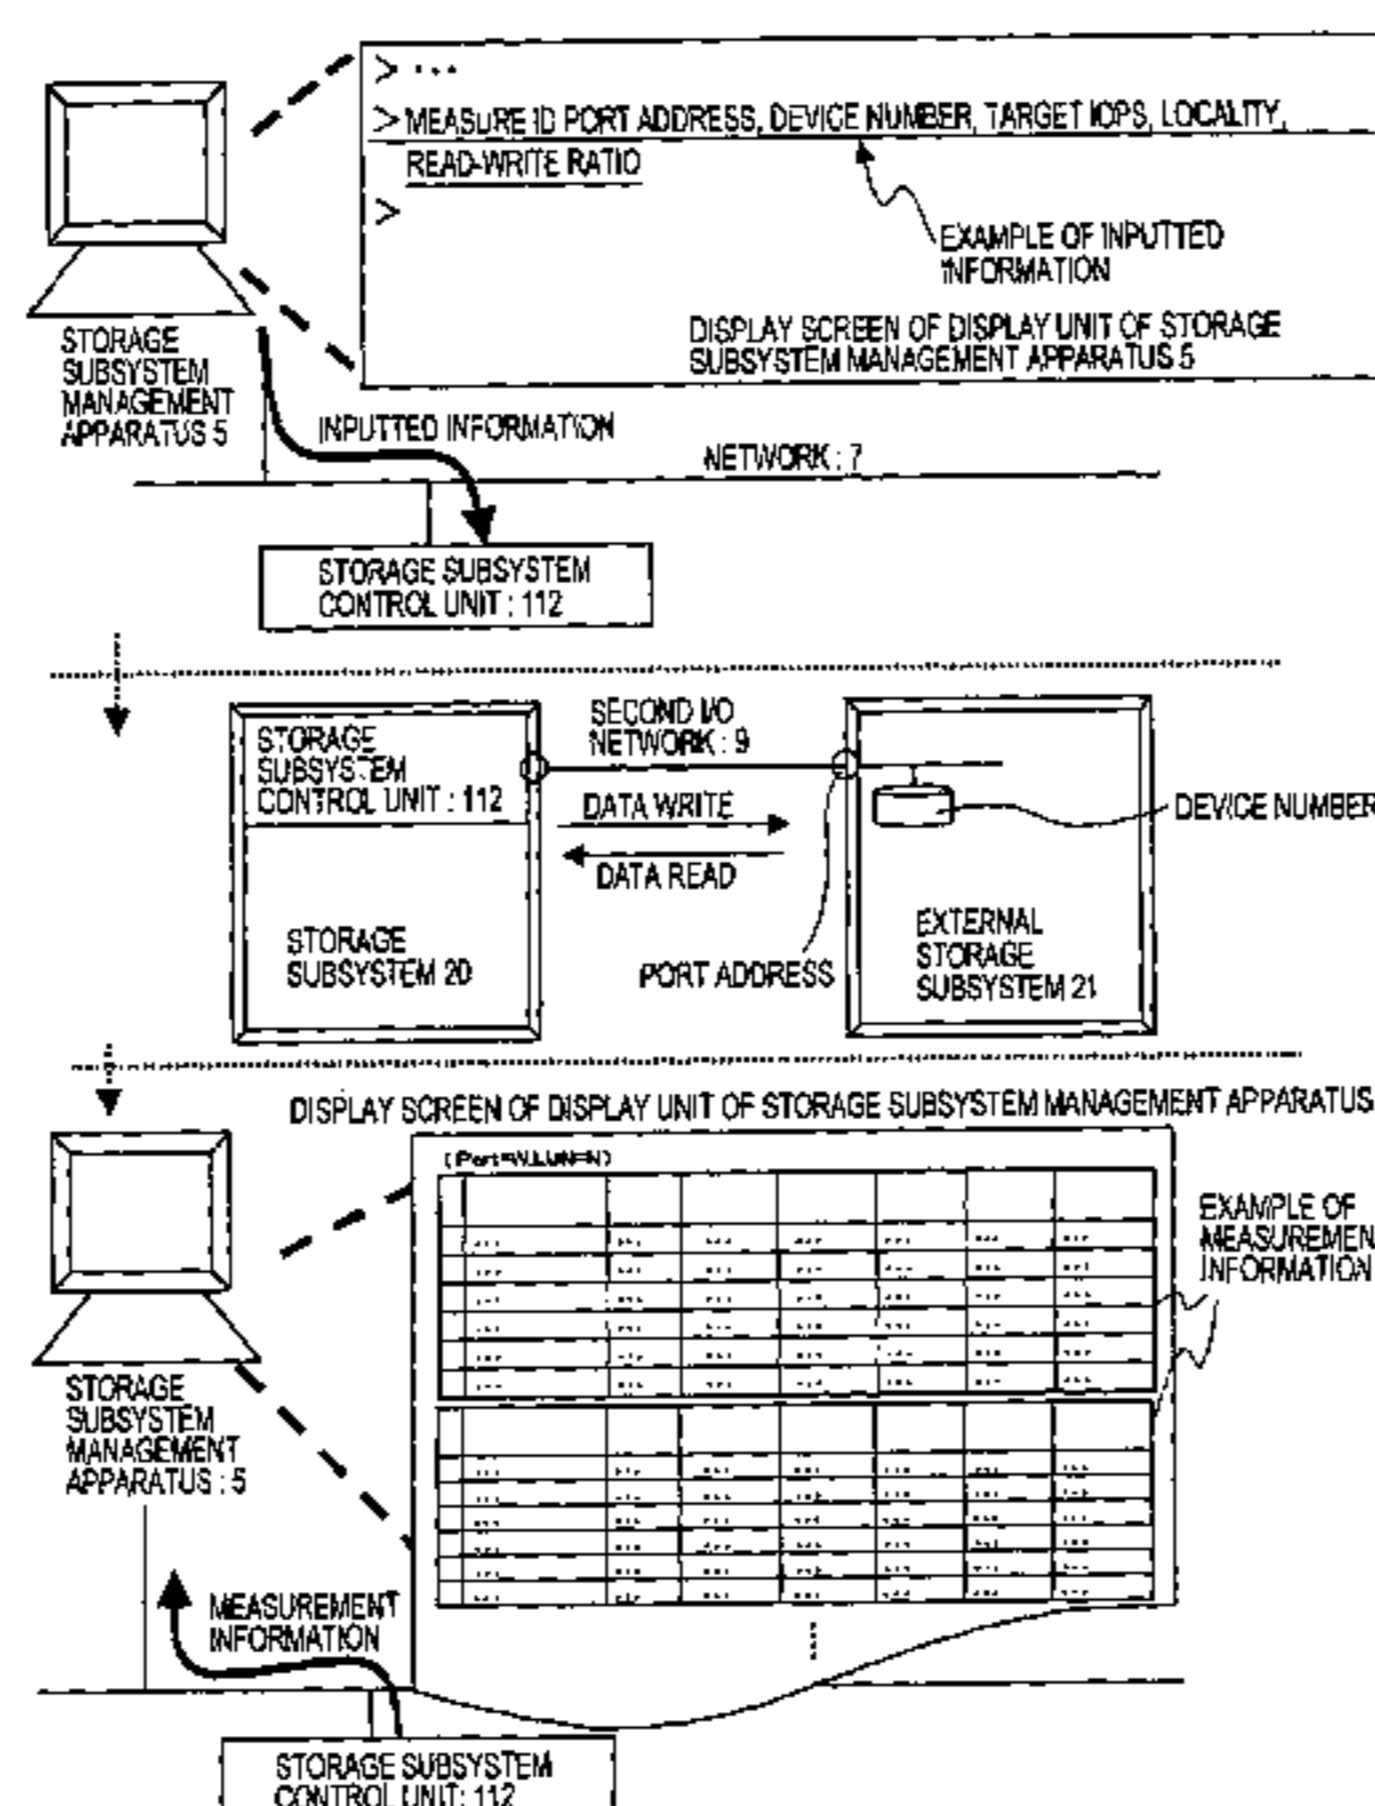 > ...
> MEASURE ID PORT ADDRESS, DEVICE NUMBER, TARGET IOPS, LOCALITY,
READ-WRITE RATIO
>
EXAMPLE OF INPUTTED
INFORMATION
DISPLAY SCREEN OF DISPLAY UNIT OF STORAGE
SUBSYSTEM MANAGEMENT APPARATUS 5
STORAGE
SUBSYSTEM
MANAGEMENT
APPARATUS 5
INPUTTED INFORMATION
NETWORK : 7
STORAGE SUBSYSTEM
CONTROL UNIT : 112
STORAGE
SUBSYSTEM
CONTROL UNIT : 112
SECOND I/O
NETWORK : 9
DATA WRITE
DATA READ
DEVICE NUMBER
STORAGE
SUBSYSTEM 20
PORT ADDRESS
EXTERNAL
STORAGE
SUBSYSTEM 21
DISPLAY SCREEN OF DISPLAY UNIT OF STORAGE SUBSYSTEM MANAGEMENT APPARATUS
(Port=W,LUN=N)
EXAMPLE OF
MEASUREMEN
INFORMATION
STORAGE
SUBSYSTEM
MANAGEMENT
APPARATUS : 5
MEASUREMENT
INFORMATION
STORAGE SUBSYSTEM
CONTROL UNIT: 112